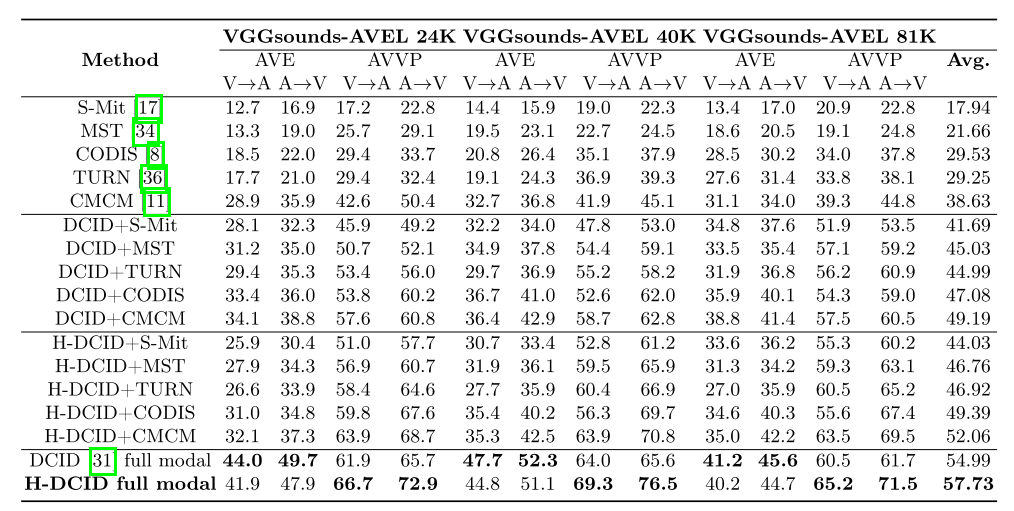 VGGsounds-AVEL 24K VGGsounds-AVEL 40K VGGsounds-AVEL 81K
Method AVE AVVP AVE AVVP AVE AVVP Avg.
V→A A→V V→A A→V V→A A→V V→A A→V V→A A→V V→A A→V
S-Mit [17] 12.7 16.9 17.2 22.8 14.4 15.9 19.0 22.3 13.4 17.0 20.9 22.8 17.94
MST [34] 13.3 19.0 25.7 29.1 19.5 23.1 22.7 24.5 18.6 20.5 19.1 24.8 21.66
CODIS [8] 18.5 22.0 29.4 33.7 20.8 26.4 35.1 37.9 28.5 30.2 34.0 37.8 29.53
TURN [36] 17.7 21.0 29.4 32.4 19.1 24.3 36.9 39.3 27.6 31.4 33.8 38.1 29.25
CMCM [11] 28.9 35.9 42.6 50.4 32.7 36.8 41.9 45.1 31.1 34.0 39.3 44.8 38.63
DCID+S-Mit 28.1 32.3 45.9 49.2 32.2 34.0 47.8 53.0 34.8 37.6 51.9 53.5 41.69
DCID+MST 31.2 35.0 50.7 52.1 34.9 37.8 54.4 59.1 33.5 35.4 57.1 59.2 45.03
DCID+TURN 29.4 35.3 53.4 56.0 29.7 36.9 55.2 58.2 31.9 36.8 56.2 60.9 44.99
DCID+CODIS 33.4 36.0 53.8 60.2 36.7 41.0 52.6 62.0 35.9 40.1 54.3 59.0 47.08
DCID+CMCM 34.1 38.8 57.6 60.8 36.4 42.9 58.7 62.8 38.8 41.4 57.5 60.5 49.19
H-DCID+S-Mit 25.9 30.4 51.0 57.7 30.7 33.4 52.8 61.2 33.6 36.2 55.3 60.2 44.03
H-DCID+MST 27.9 34.3 56.9 60.7 31.9 36.1 59.5 65.9 31.3 34.2 59.3 63.1 46.76
H-DCID+TURN 26.6 33.9 58.4 64.6 27.7 35.9 60.4 66.9 27.0 35.9 60.5 65.2 46.92
H-DCID+CODIS 31.0 34.8 59.8 67.6 35.4 40.2 56.3 69.7 34.6 40.3 55.6 67.4 49.39
H-DCID+CMCM 32.1 37.3 63.9 68.7 35.3 42.5 63.9 70.8 35.0 42.2 63.5 69.5 52.06
DCID [31] full modal 44.0 49.7 61.9 65.7 47.7 52.3 64.0 65.6 41.2 45.6 60.5 61.7 54.99
H-DCID full modal 41.9 47.9 66.7 72.9 44.8 51.1 69.3 76.5 40.2 44.7 65.2 71.5 57.73